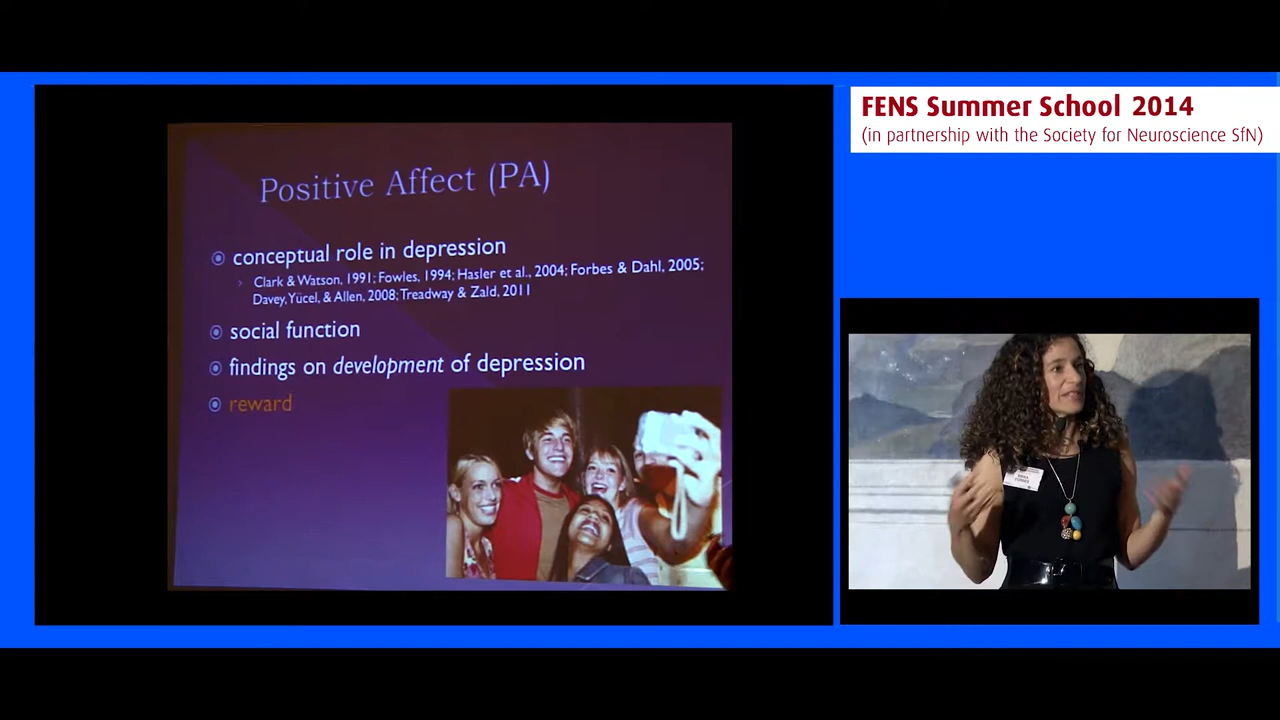 Positive Affect (PA)
conceptual role in depression
Clark & Watson, 1991; Fowles, 1994; Hasler et al., 2004; Forbes & Dahl, 2005;
Davey, Yücel, & Allen, 2008; Treadway & Zald, 2011
social function
findings on development of depression
reward
FENS Summer School 2014
(in partnership with the Society for Neuroscience SfN)